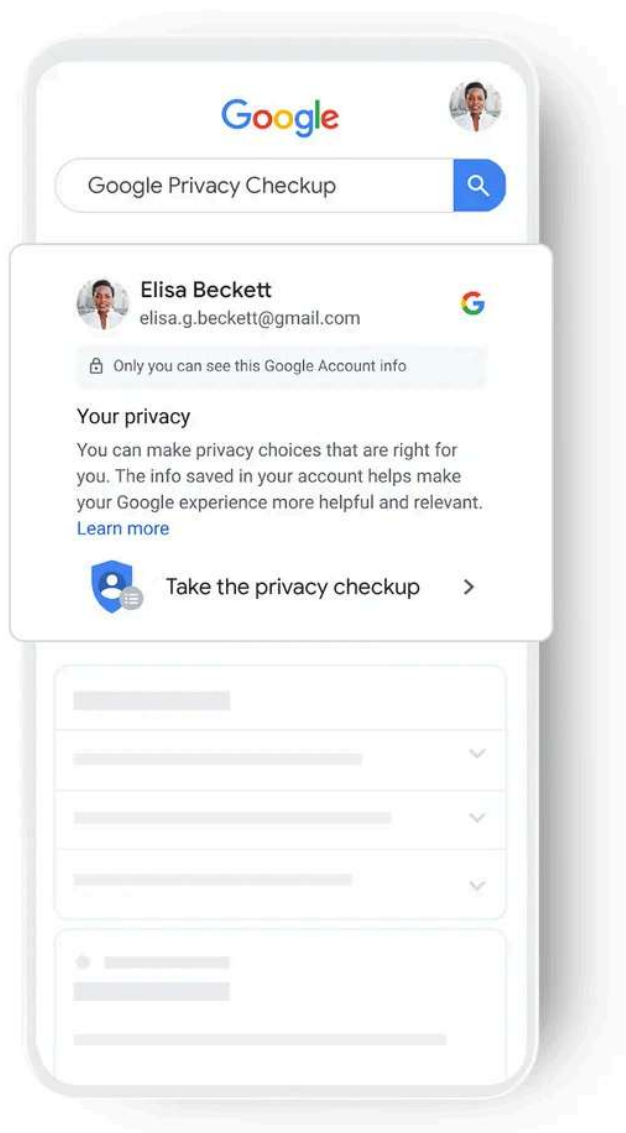 Google
Google Privacy Checkup
Elisa Beckett
elisa.g.beckett@gmail.com
Only you can see this Google Account info
Your privacy
You can make privacy choices that are right for
you. The info saved in your account helps make
your Google experience more helpful and relevant.
Learn more
Take the privacy checkup